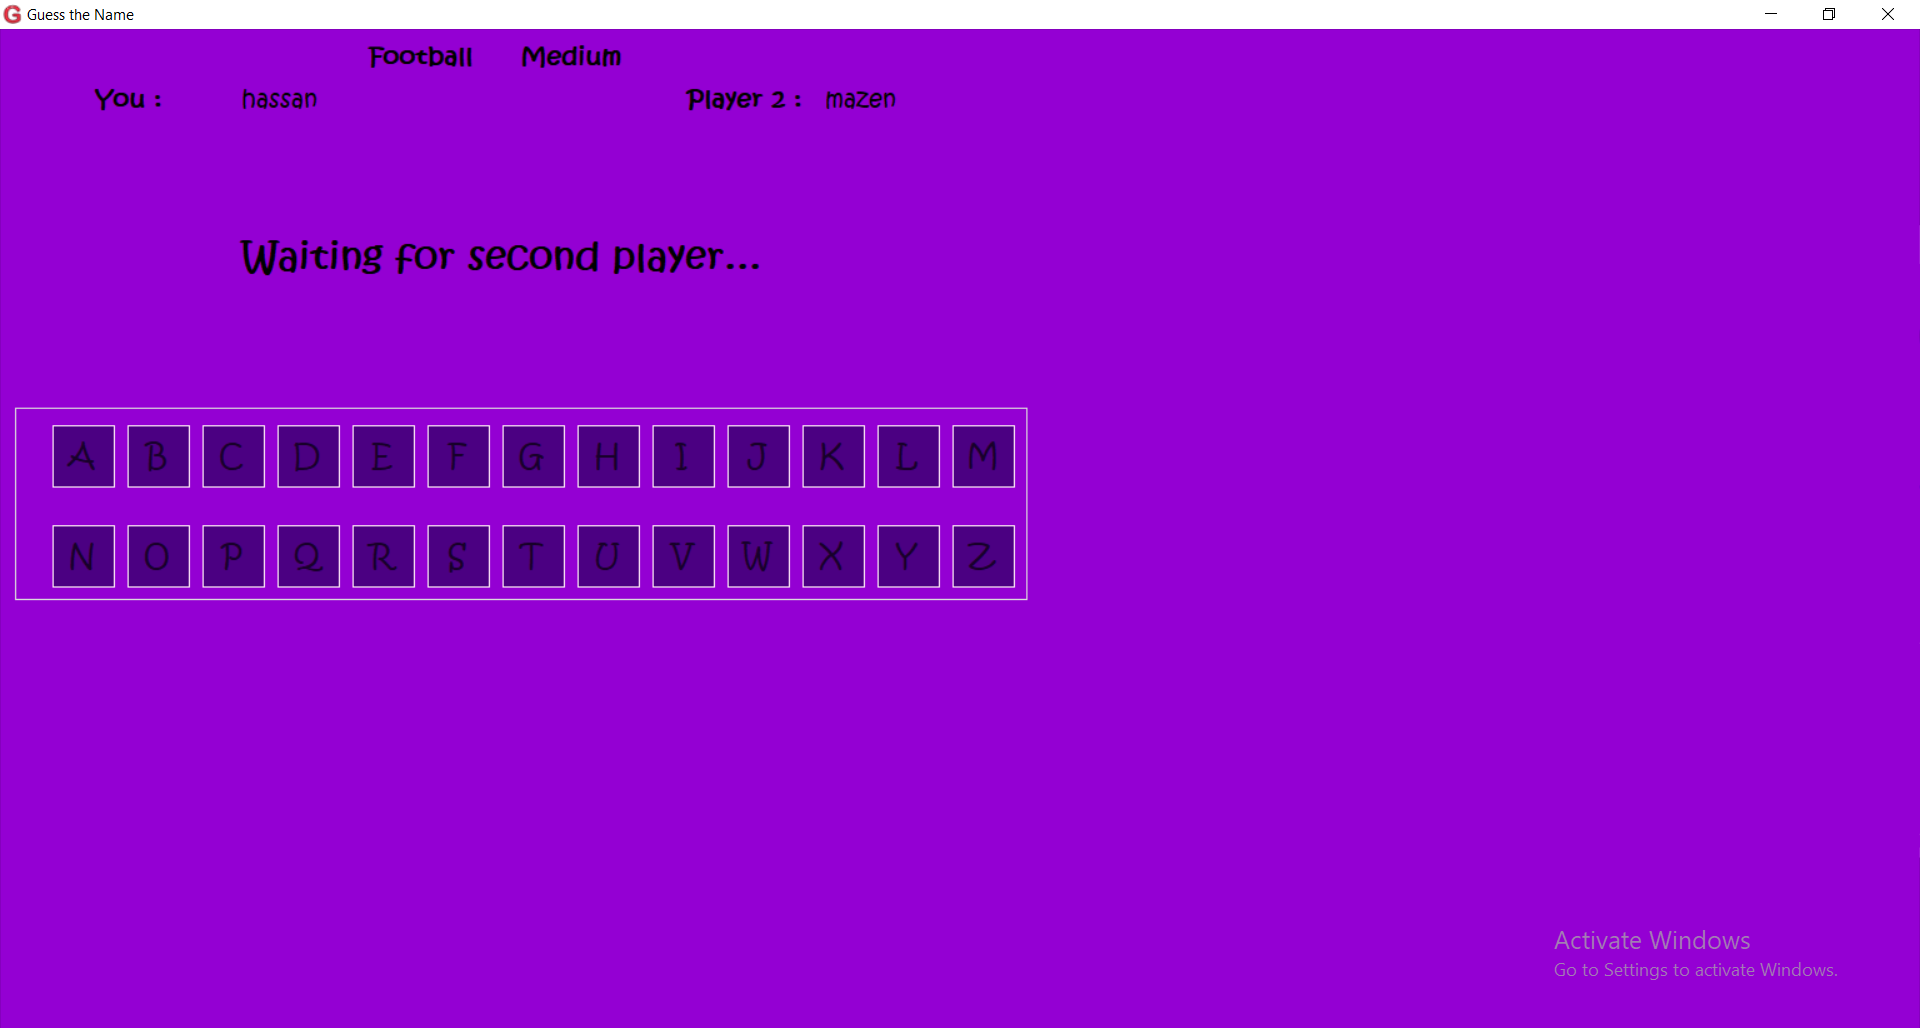 Guess the Name
Football Medium
You : hassan Player 2 : mazen
Waiting for second player...
A B C D E F G H I J K L M
N O P Q R S T U V W X Y Z
Activate Windows
Go to Settings to activate Windows.